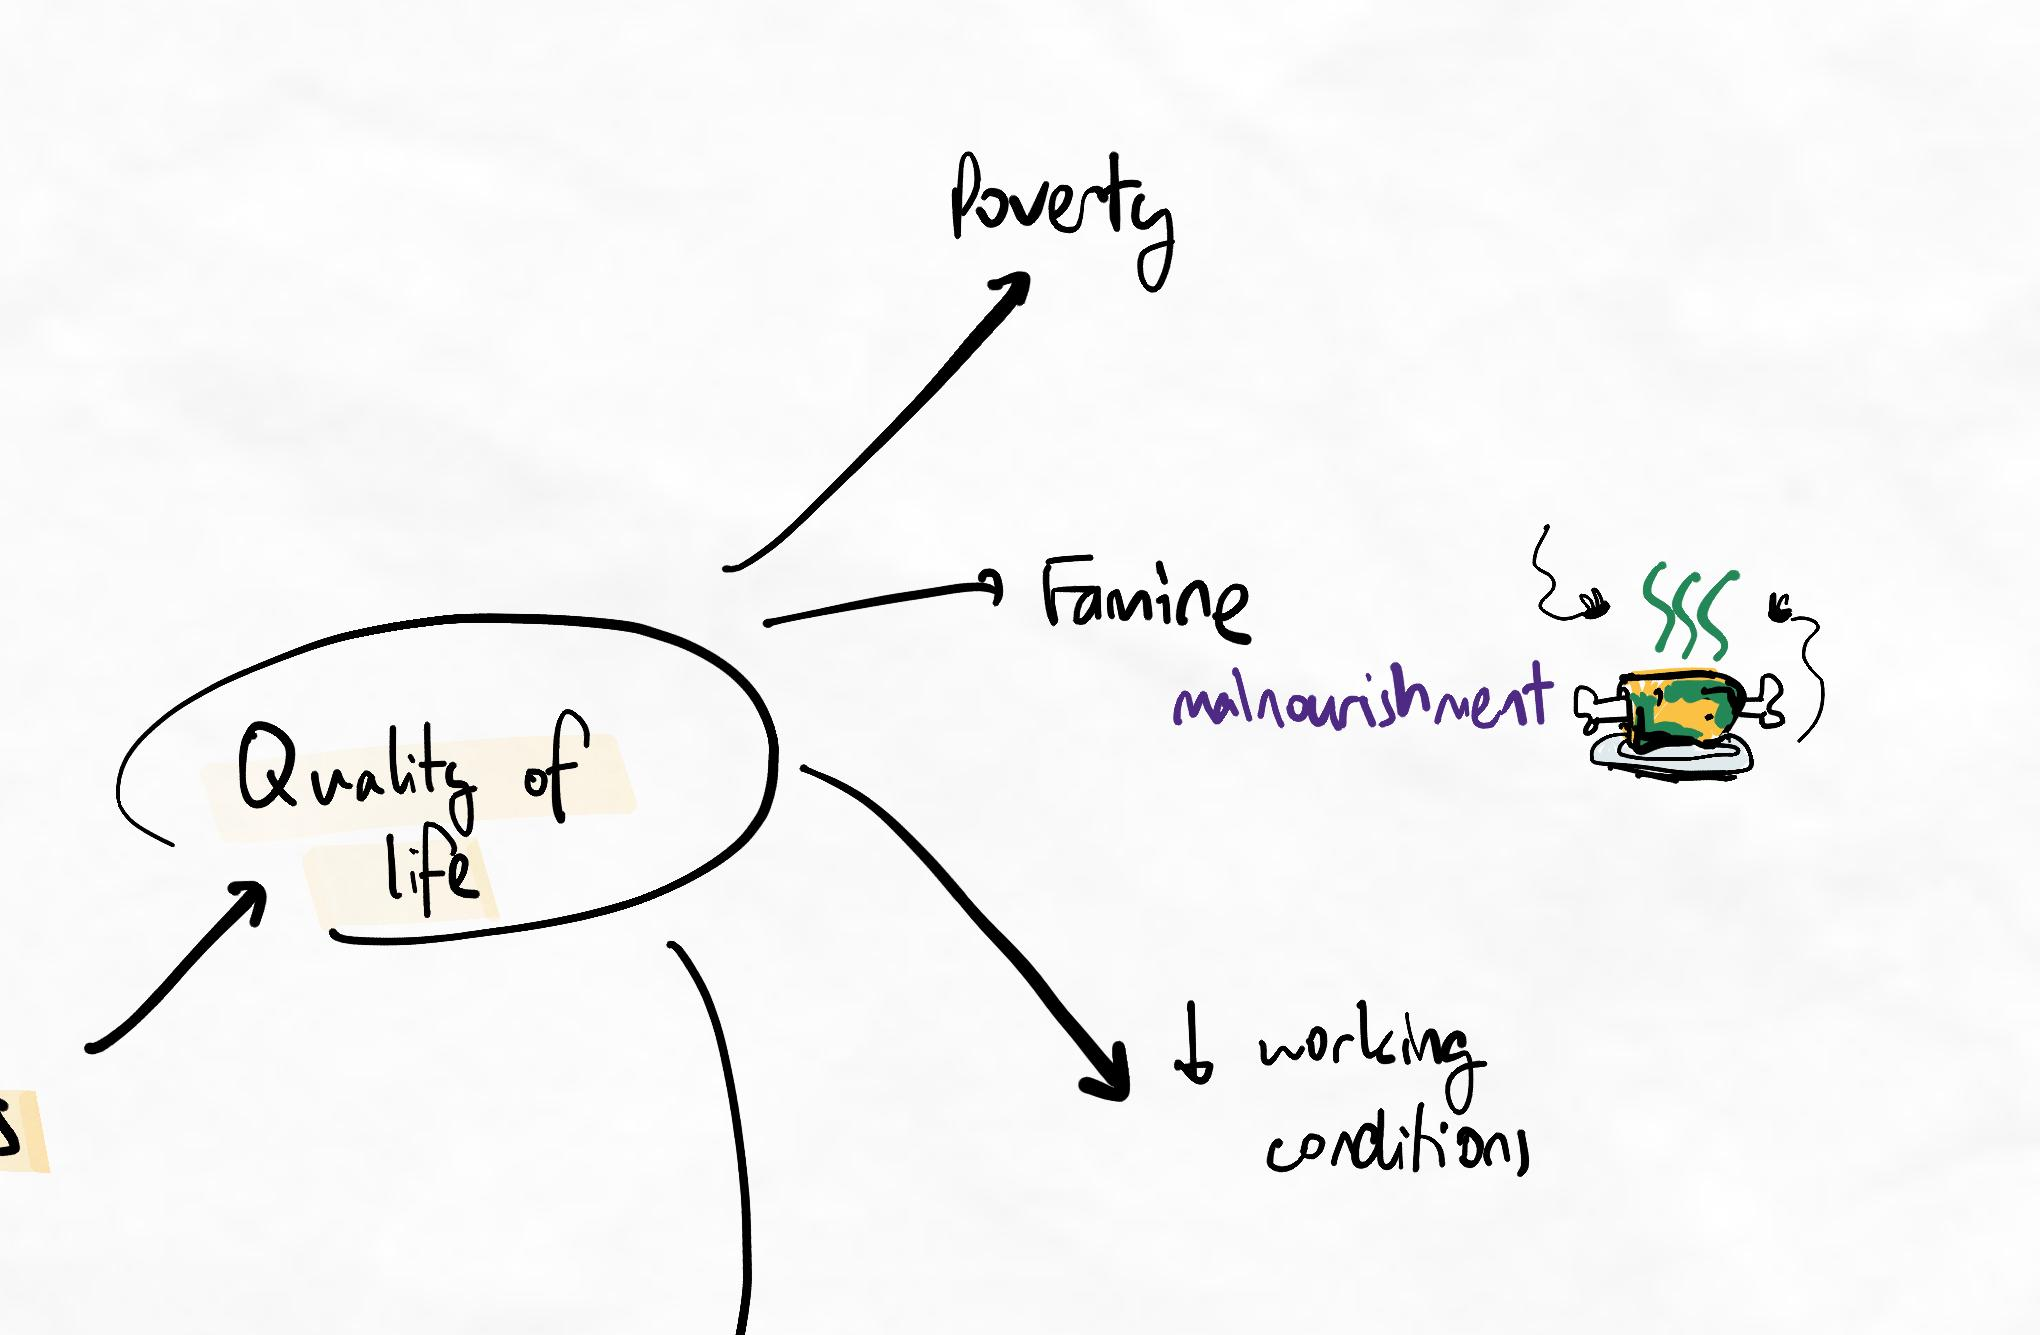 Poverty
Famine
malnourishment
Quality of
life
↓ working
conditions
s